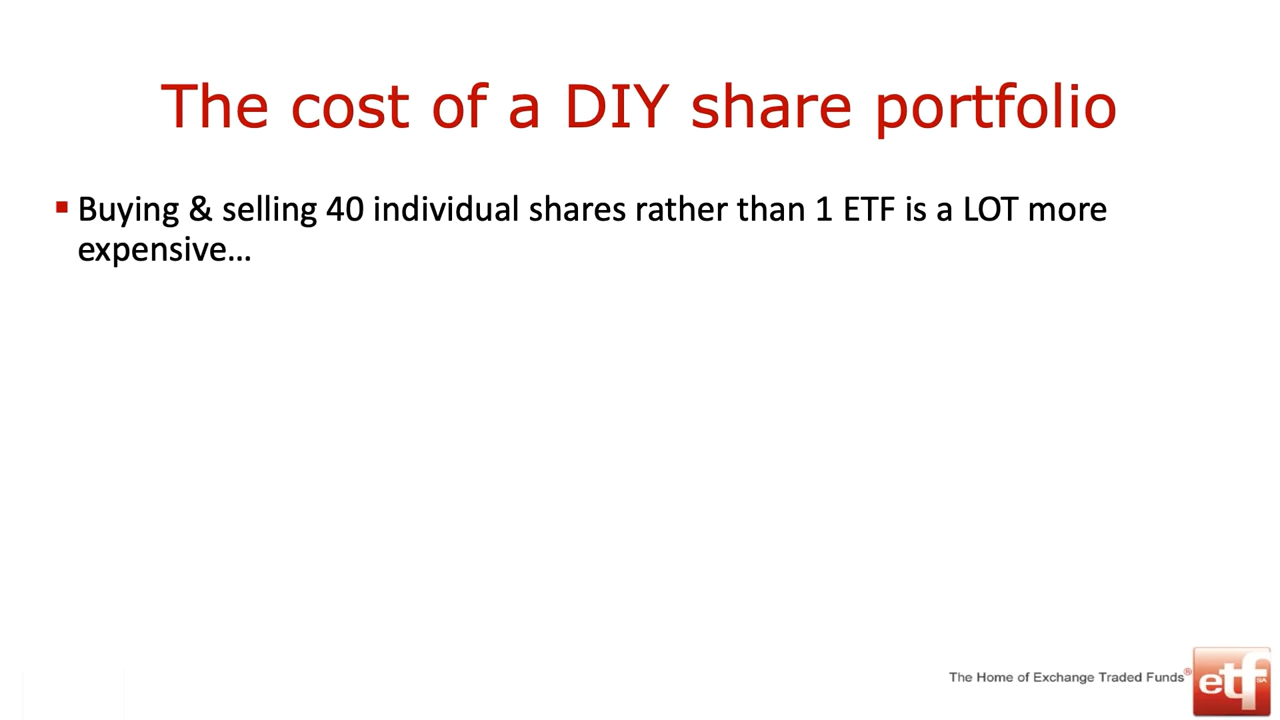 The cost of a DIY share portfolio
Buying & selling 40 individual shares rather than 1 ETF is a LOT more
expensive…
The Home of Exchange Traded Funds®
etf
SA